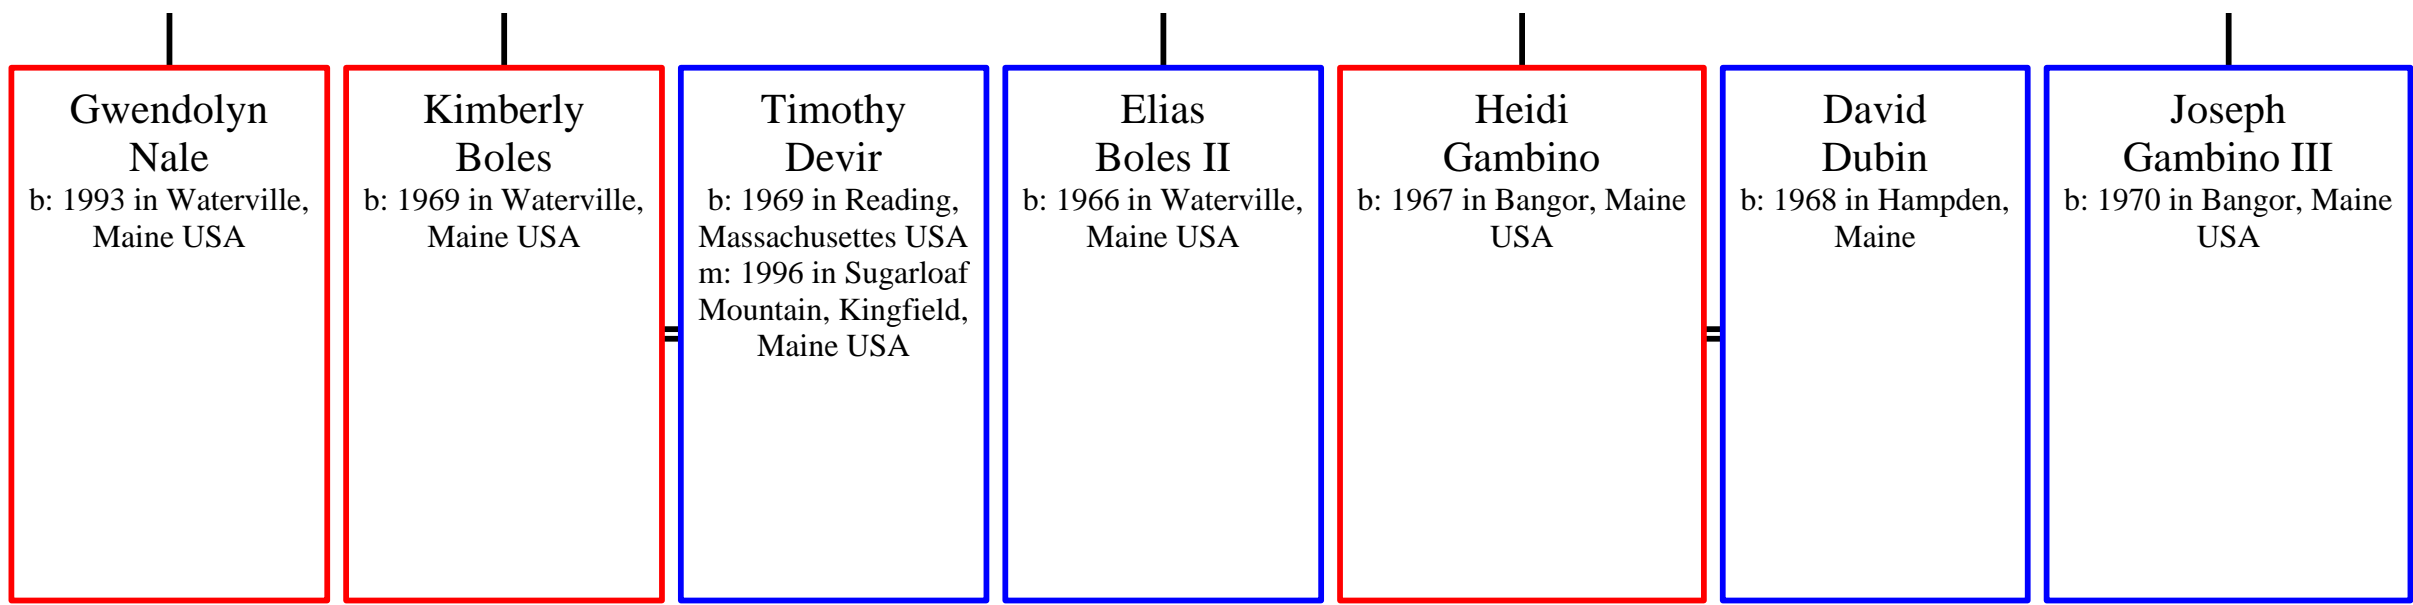 Gwendolyn
Nale
b: 1993 in Waterville,
Maine USA
Kimberly
Boles
b: 1969 in Waterville,
Maine USA
Timothy
Devir
b: 1969 in Reading,
Massachusettes USA
m: 1996 in Sugarloaf
Mountain, Kingfield,
Maine USA
Elias
Boles II
b: 1966 in Waterville,
Maine USA
Heidi
Gambino
b: 1967 in Bangor, Maine
USA
David
Dubin
b: 1968 in Hampden,
Maine
Joseph
Gambino III
b: 1970 in Bangor, Maine
USA